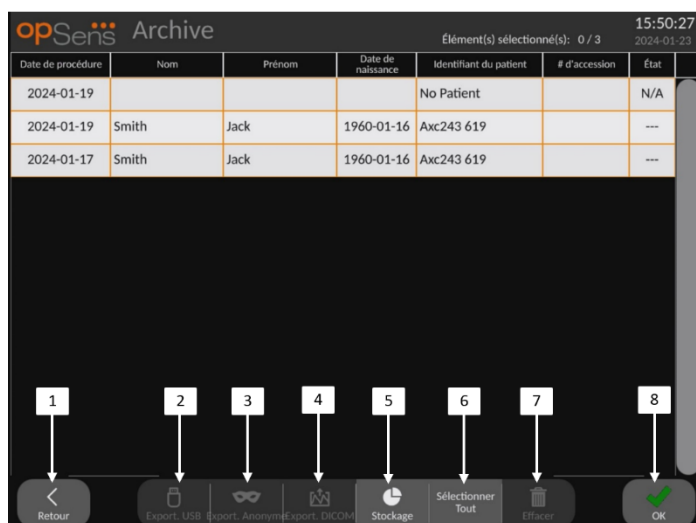 opSens Archive
Élément(s) sélectionné(s): 0 / 3
15:50:27
2024-01-23
Date de procédure Nom Prénom Date de naissance Identifiant du patient # d'accession État
2024-01-19 No Patient N/A
2024-01-19 Smith Jack 1960-01-16 Axc243 619 ---
2024-01-17 Smith Jack 1960-01-16 Axc243 619 ---
1 2 3 4 5 6 7 8
Retour
Export. USB
Export. Anonyme
Export. DICOM
Stockage
Sélectionner
Tout
Effacer
OK